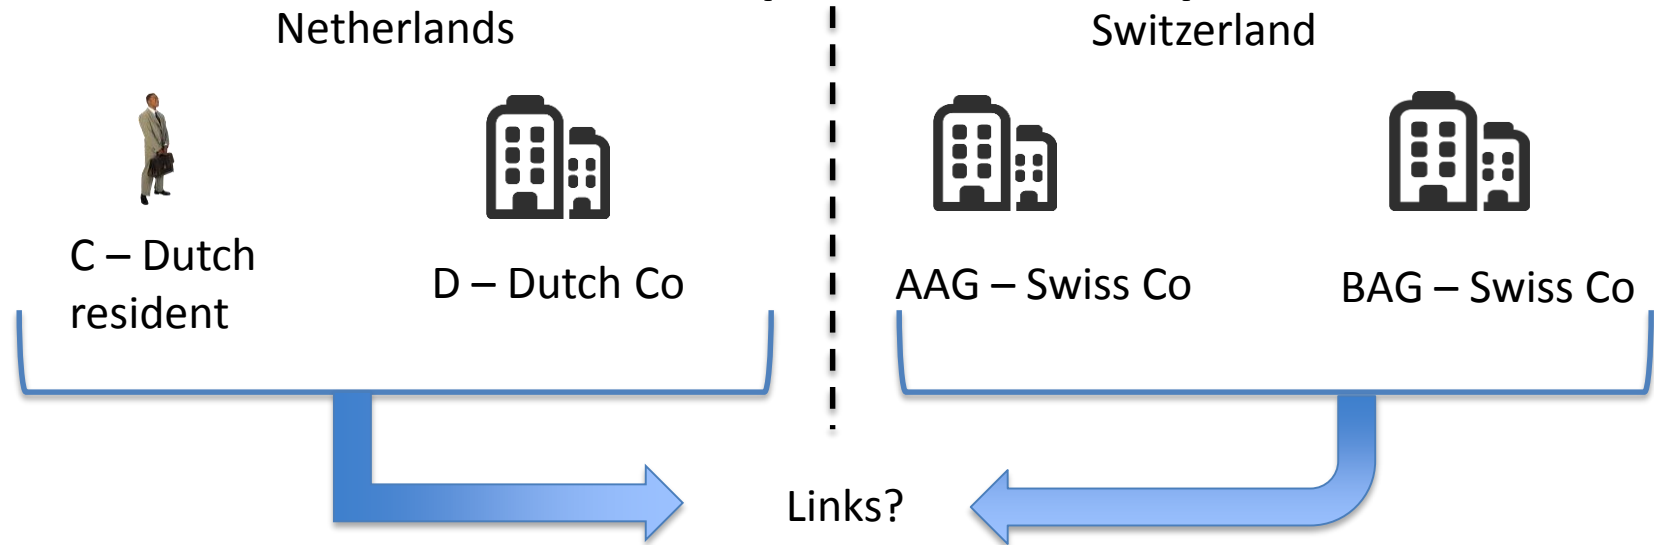 Netherlands
Switzerland
C – Dutch
resident
D – Dutch Co
AAG – Swiss Co
BAG – Swiss Co
Links?